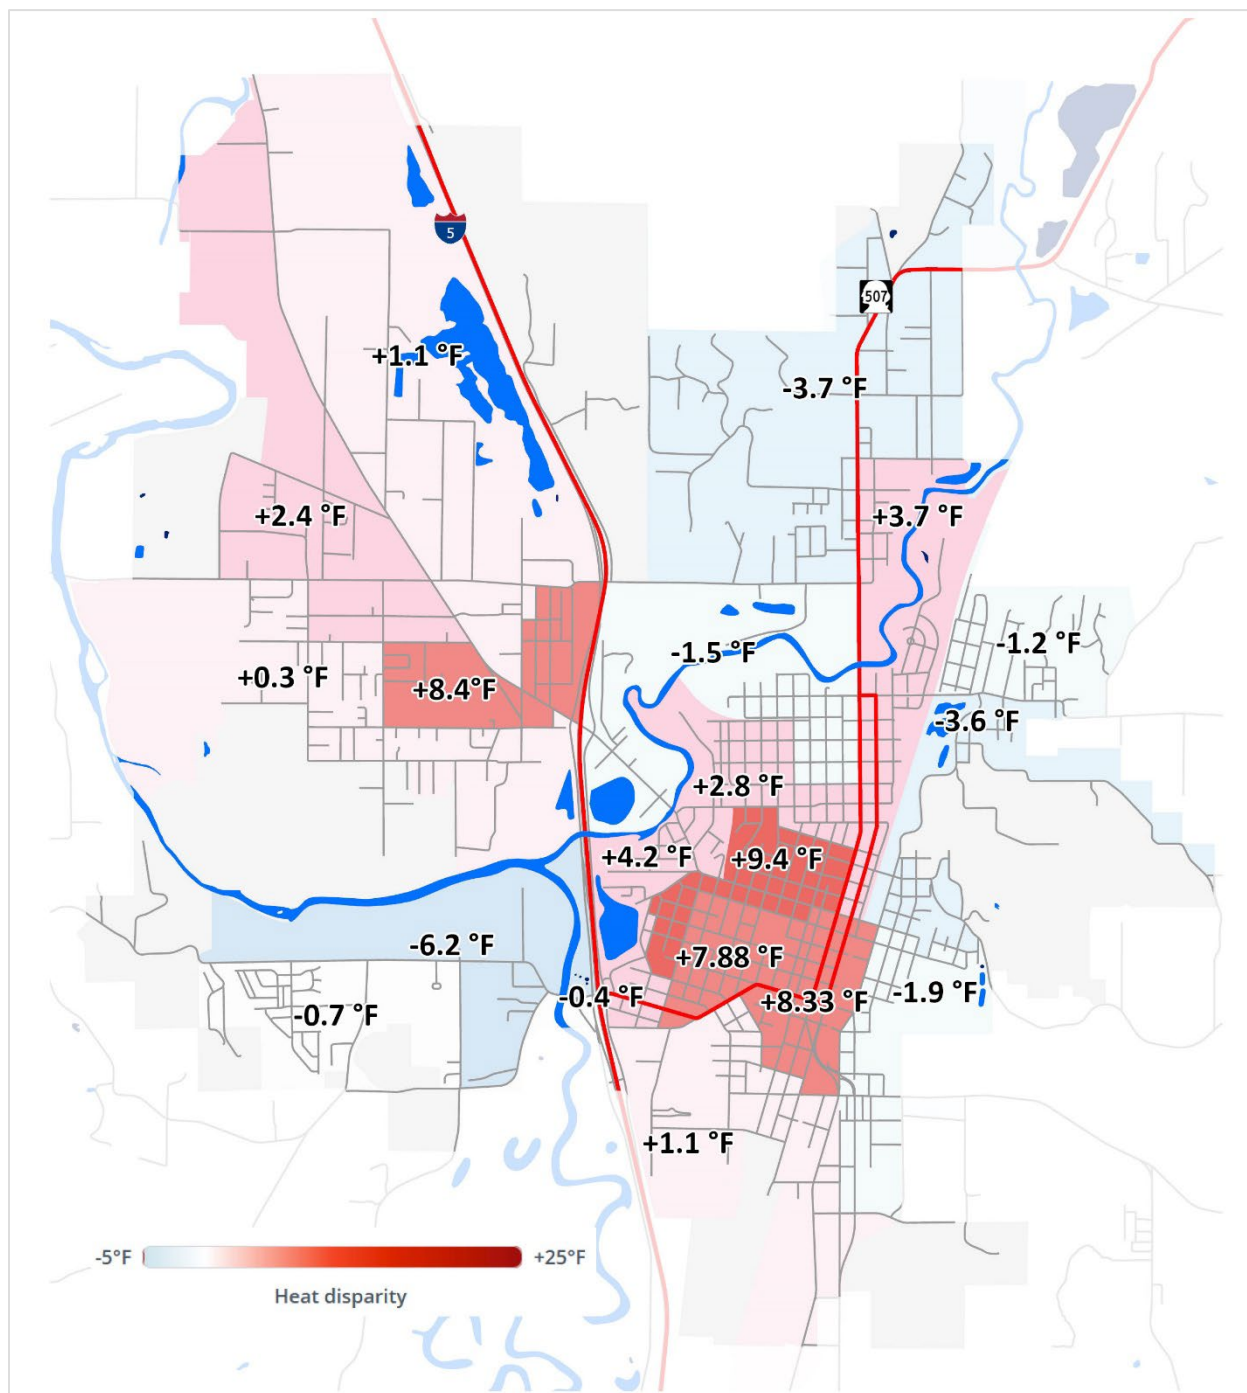 5
507
+1.1 °F
-3.7 °F
+2.4 °F
+3.7 °F
-1.5 °F
-1.2 °F
+0.3 °F
+8.4°F
-3.6 °F
+2.8 °F
+4.2 °F
+9.4 °F
-6.2 °F
+7.88 °F
-0.4 °F
+8.33 °F
-1.9 °F
-0.7 °F
+1.1 °F
-5°F
+25°F
Heat disparity